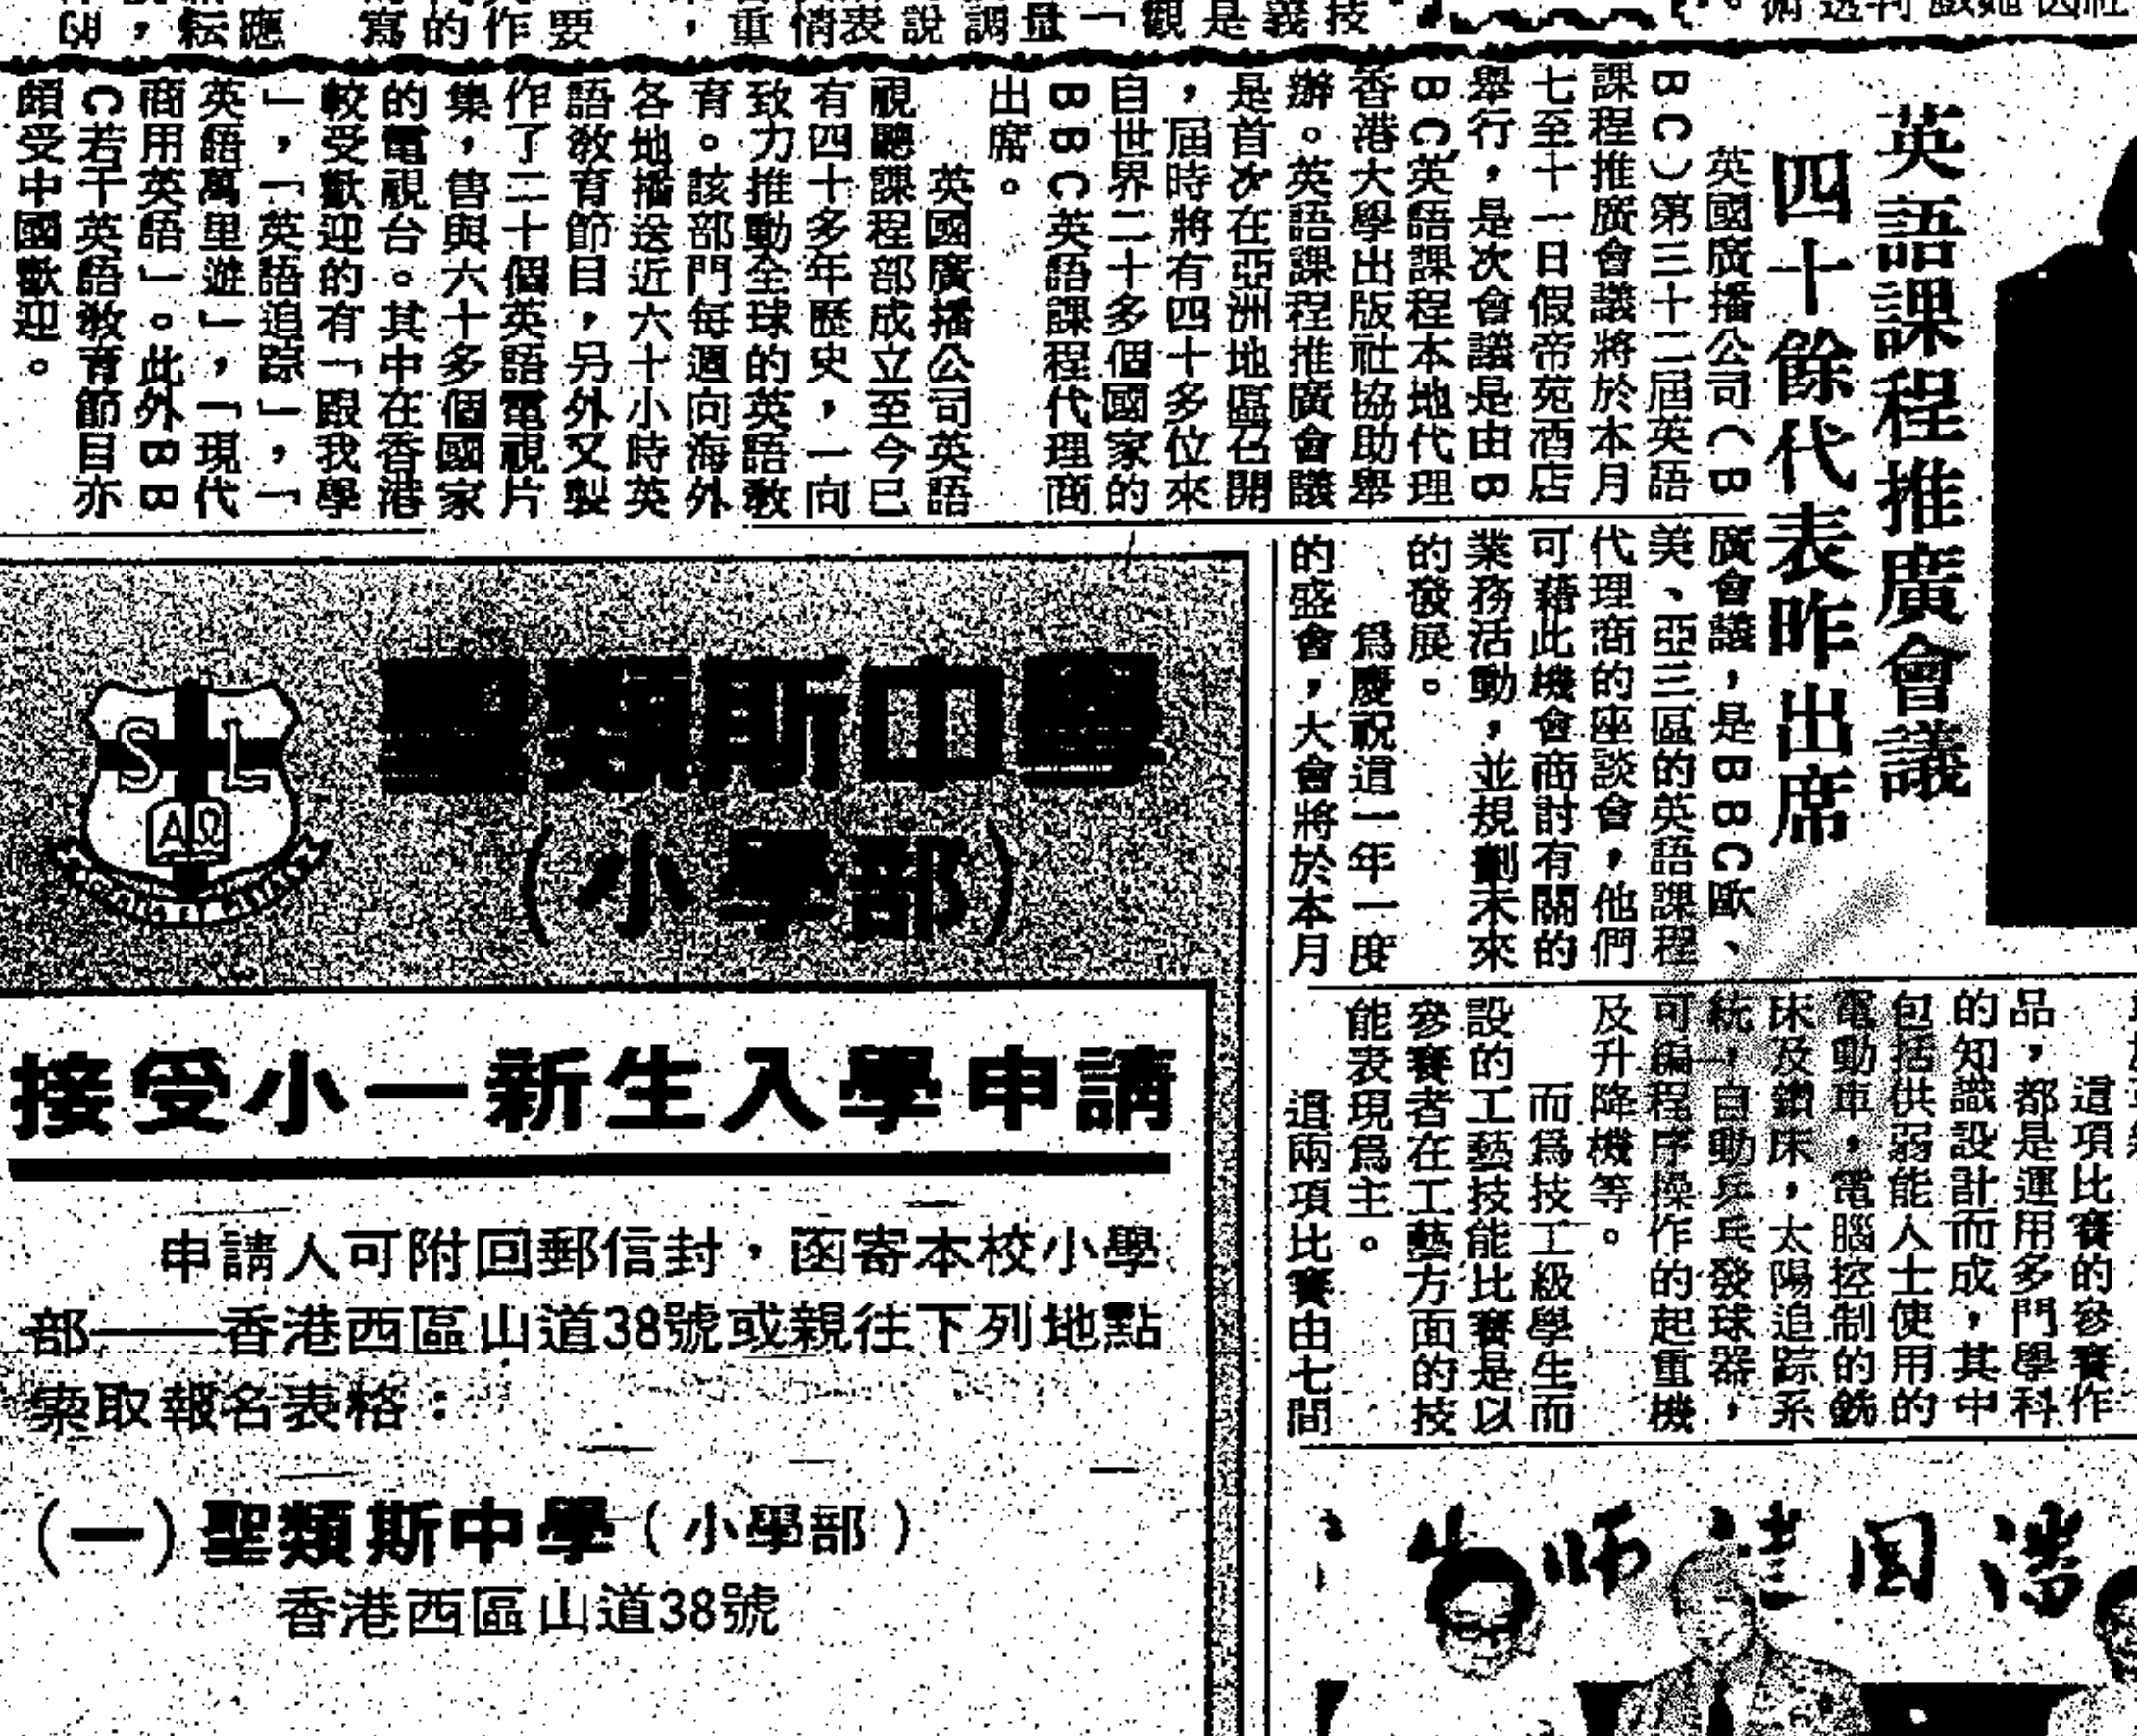 英語課程推廣會議
四十餘代表昨出席
英國廣播公司（B
BC）第三十二屆英語
課程推廣會議將於本月
七至十一日假帝苑酒店
舉行，是次會議是由B
BC英語課程本地代理
香港大學出版社協助舉
辦。英語課程推廣會議
是首次在亞洲地區召開
，屆時將有四十多位來
自世界二十多個國家的
BBC英語課程代理商
出席。
英國廣播公司英語
視聽課程部成立至今已
有四十多年歷史，一向
致力推動全球的英語教
育。該部門每週向海外
各地播送近六十小時英
語教育節目，另外又製
作了二十個英語電視片
集，售與六十多個國家
的電視台。其中在香港
較受歡迎的有「跟我學
」，「英語追踪」，「
英語萬里遊」，「現代
商用英語」。此外BB
C若干英語教育節目亦
頗受中國歡迎。
廣會議，是BBC歐、
美、亞三區的英語課程
代理商的座談會，他們
可藉此機會商討有關的
業務活動，並規劃未來
的發展。
為慶祝這一年一度
的盛會，大會將於本月
這項比賽的參賽作
品，都是運用多門學科
的知識設計而成，其中
包括供弱能人士使用的
電動車，電腦控制的銑
床及鑽床，太陽追踪系
統，自動乒乓發球器，
可編程序操作的起重機
及升降機等。
而為技工級學生而
設的工藝技能比賽是以
參賽者在工藝方面的技
能表現為主。
這兩項比賽由七間
聖類斯中學
（小學部）
S L
AΩ
接受小一新生入學申請
申請人可附回郵信封，函寄本校小學
部——香港西區山道38號或親往下列地點
索取報名表格：
（一）聖類斯中學（小學部）
香港西區山道38號